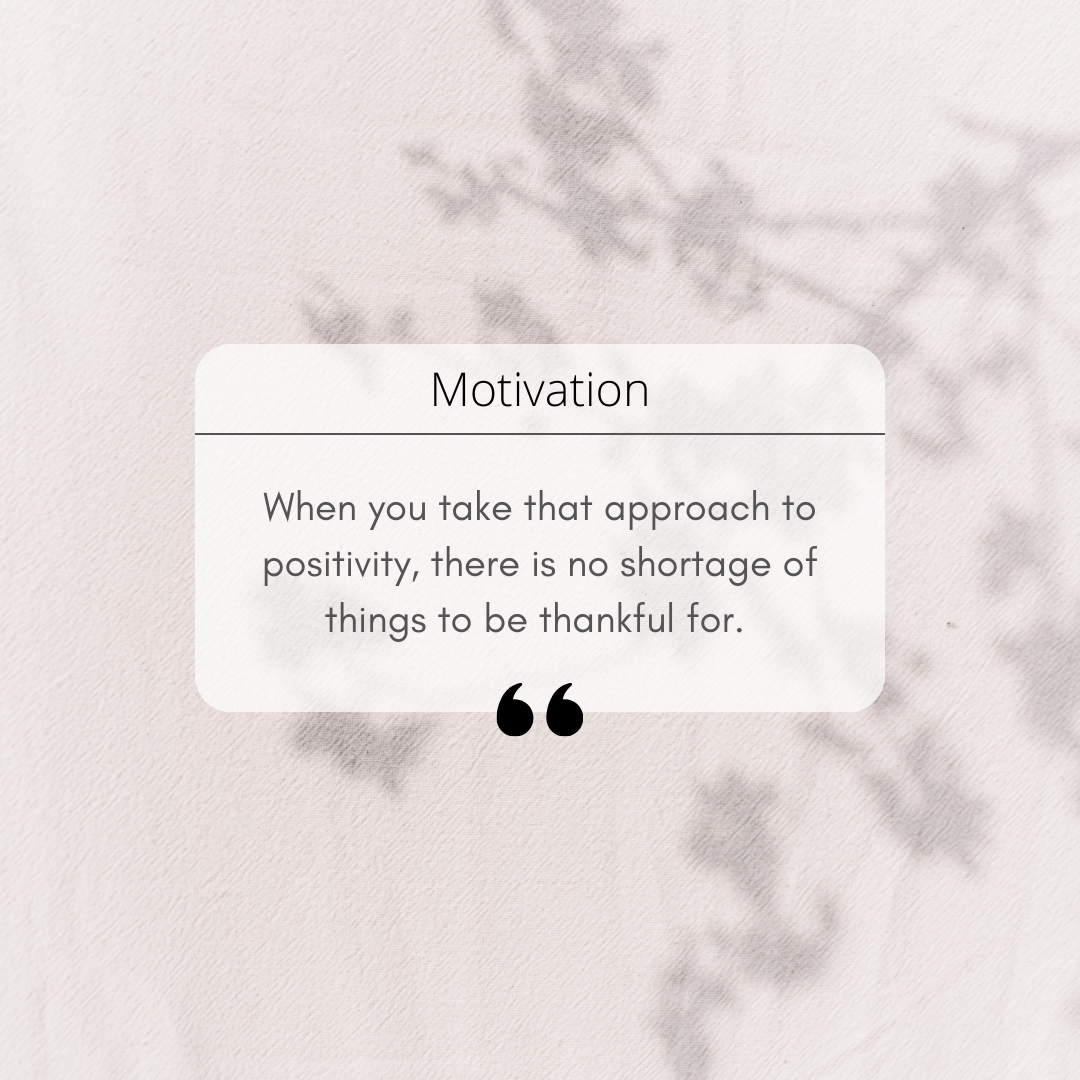 Motivation
When you take that approach to
positivity, there is no shortage of
things to be thankful for.
“